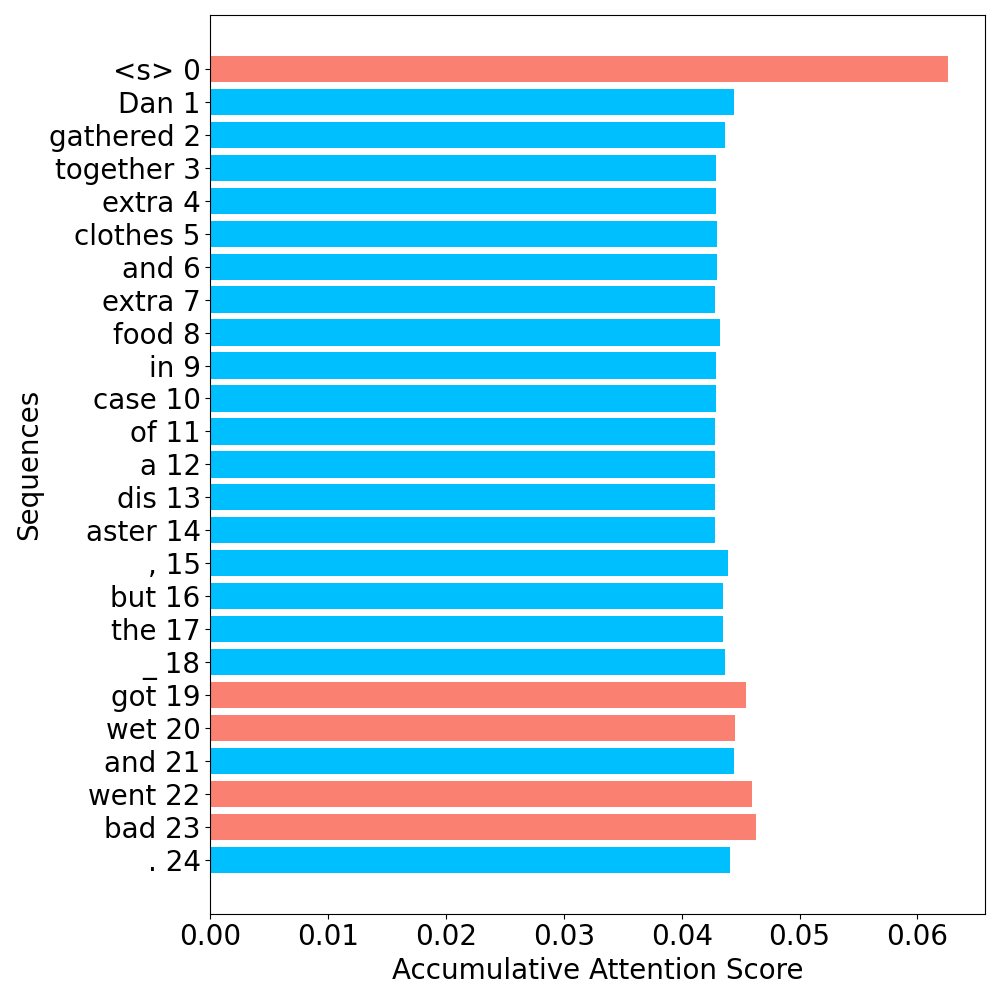 <s> 0
Dan 1
gathered 2
together 3
extra 4
clothes 5
and 6
extra 7
food 8
in 9
case 10
of 11
a 12
dis 13
aster 14
, 15
but 16
the 17
_ 18
got 19
wet 20
and 21
went 22
bad 23
. 24
Sequences
0.00 0.01 0.02 0.03 0.04 0.05 0.06
Accumulative Attention Score